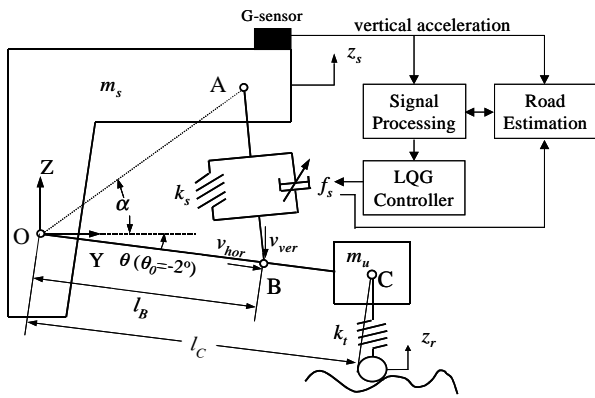 G-sensor
vertical acceleration
z_s
A
m_s
Signal Processing
Road Estimation
Z
k_s
f_s
LQG Controller
α
O
Y
θ (θ_0=-2º)
v_hor
v_ver
B
m_u
C
l_B
l_C
k_t
z_r